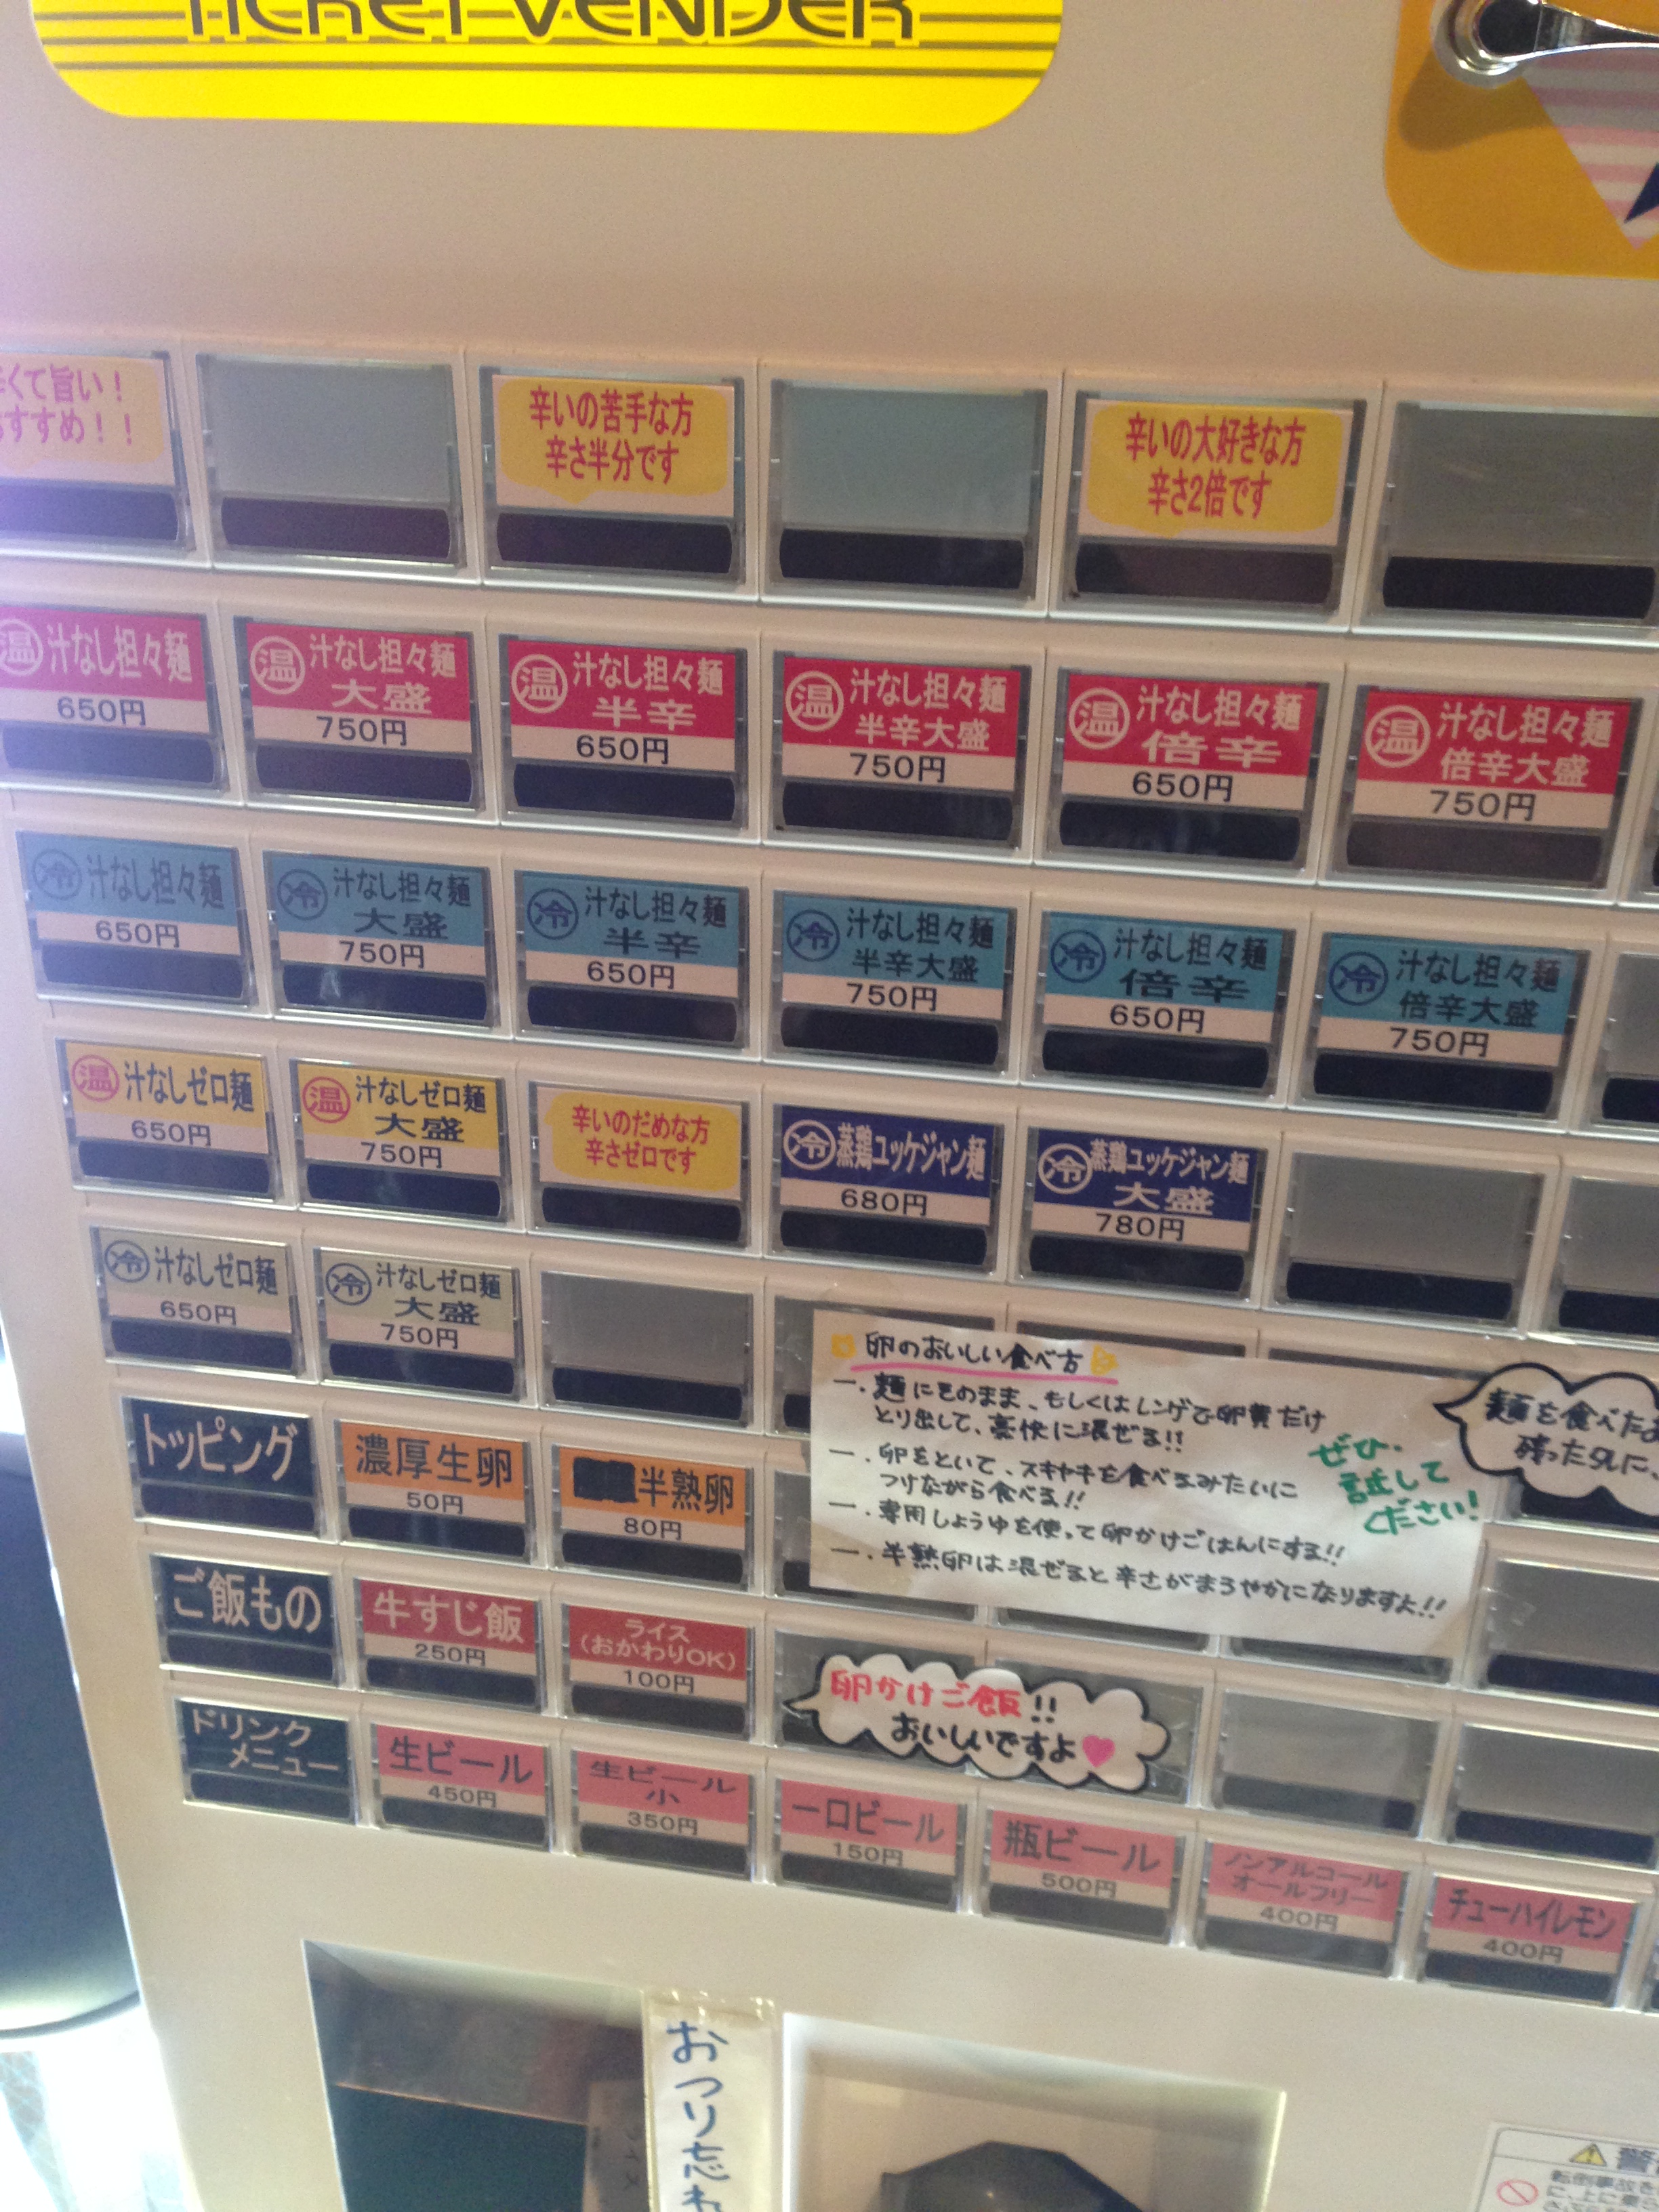 TICKET VENDER
くて旨い！
おすすめ！！
辛いの苦手な方
辛さ半分です
辛いの大好きな方
辛さ2倍です
温 汁なし担々麺
650円
温 汁なし担々麺
大盛
750円
温 汁なし担々麺
半辛
650円
温 汁なし担々麺
半辛大盛
750円
温 汁なし担々麺
倍辛
650円
温 汁なし担々麺
倍辛大盛
750円
冷 汁なし担々麺
650円
冷 汁なし担々麺
大盛
750円
冷 汁なし担々麺
半辛
650円
冷 汁なし担々麺
半辛大盛
750円
冷 汁なし担々麺
倍辛
650円
冷 汁なし担々麺
倍辛大盛
750円
温 汁なしゼロ麺
650円
温 汁なしゼロ麺
大盛
750円
辛いのだめな方
辛さゼロです
冷 蒸鶏ユッケジャン麺
680円
冷 蒸鶏ユッケジャン麺
大盛
780円
冷 汁なしゼロ麺
650円
冷 汁なしゼロ麺
大盛
750円
卵のおいしい食べ方
一．麺にそのまま、もしくはレンゲで卵黄だけ
とり出して、豪快に混ぜる!!
一．卵をといて、スキヤキを食べるみたいに
つけながら食べる!!
一．専用しょうゆを使って卵かけごはんにする!!
一．半熟卵は混ぜると辛さがまろやかになりますよ!!
ぜひ
試して
ください!
麺を食べた
残ったタレに、
トッピング
濃厚生卵
50円
半熟卵
80円
ご飯もの
牛すじ飯
250円
ライス
(おかわりOK)
100円
卵かけご飯!!
おいしいですよ
ドリンク
メニュー
生ビール
450円
生ビール
小
350円
一口ビール
150円
瓶ビール
500円
ノンアルコール
オールフリー
400円
チューハイレモン
400円
おつり忘れ
警